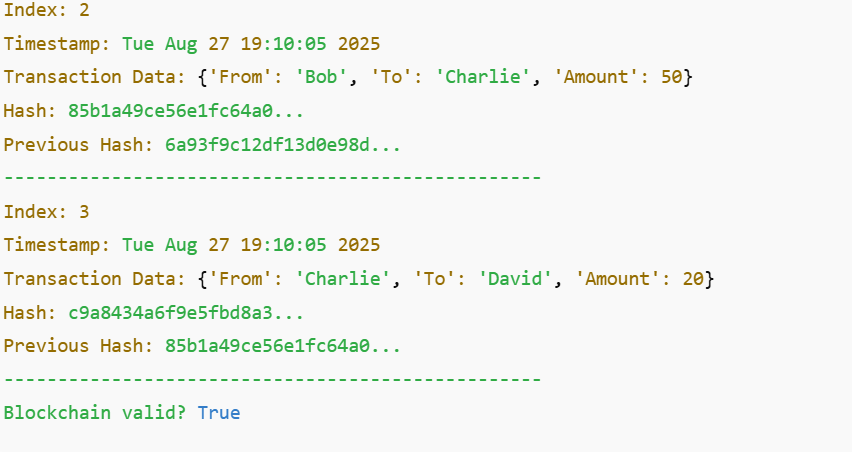 Index: 2
Timestamp: Tue Aug 27 19:10:05 2025
Transaction Data: {'From': 'Bob', 'To': 'Charlie', 'Amount': 50}
Hash: 85b1a49ce56e1fc64a0...
Previous Hash: 6a93f9c12df13d0e98d...
--------------------------------------------------
Index: 3
Timestamp: Tue Aug 27 19:10:05 2025
Transaction Data: {'From': 'Charlie', 'To': 'David', 'Amount': 20}
Hash: c9a8434a6f9e5fbd8a3...
Previous Hash: 85b1a49ce56e1fc64a0...
--------------------------------------------------
Blockchain valid? True